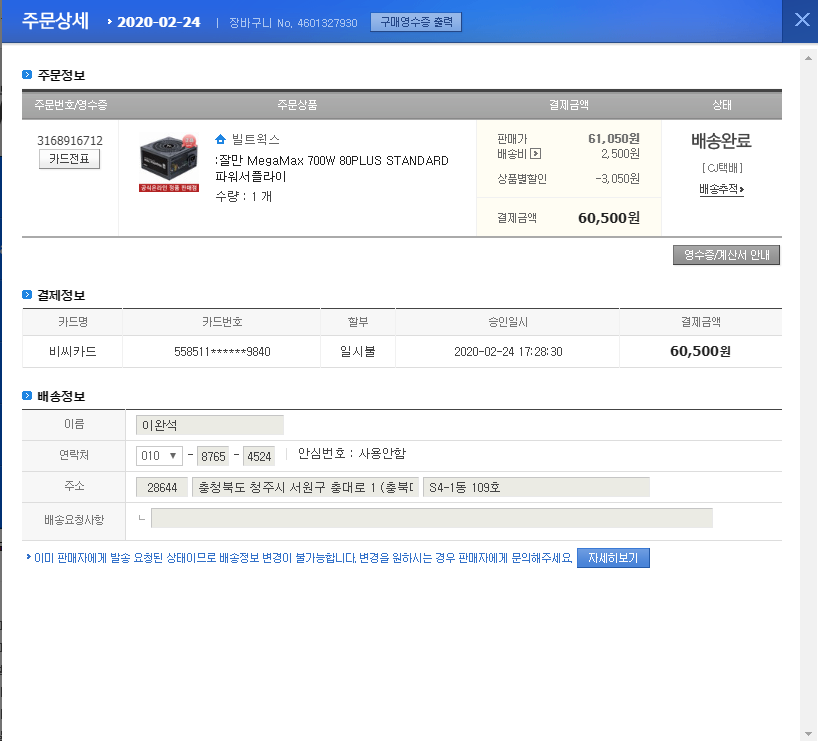 주문상세 2020-02-24 | 장바구니 No. 4601327930 구매영수증 출력
주문정보
주문번호/영수증 주문상품 결제금액 상태
3168916712
카드전표
공식온라인 정품 판매점
빌트웍스
:잘만 MegaMax 700W 80PLUS STANDARD
파워서플라이
수량 : 1 개
판매가 61,050원
배송비 2,500원
상품별할인 -3,050원
결제금액 60,500원
배송완료
[CJ택배]
배송추적
영수증/계산서 안내
결제정보
카드명 카드번호 할부 승인일시 결제금액
비씨카드 558511******9840 일시불 2020-02-24 17:28:30 60,500원
배송정보
이름 이완석
연락처 010 - 8765 - 4524 안심번호 : 사용안함
주소 28644 충청북도 청주시 서원구 충대로 1 (충북 S4-1동 109호
배송요청사항
이미 판매자에게 발송 요청된 상태이므로 배송정보 변경이 불가능합니다. 변경을 원하시는 경우 판매자에게 문의해주세요. 자세히보기